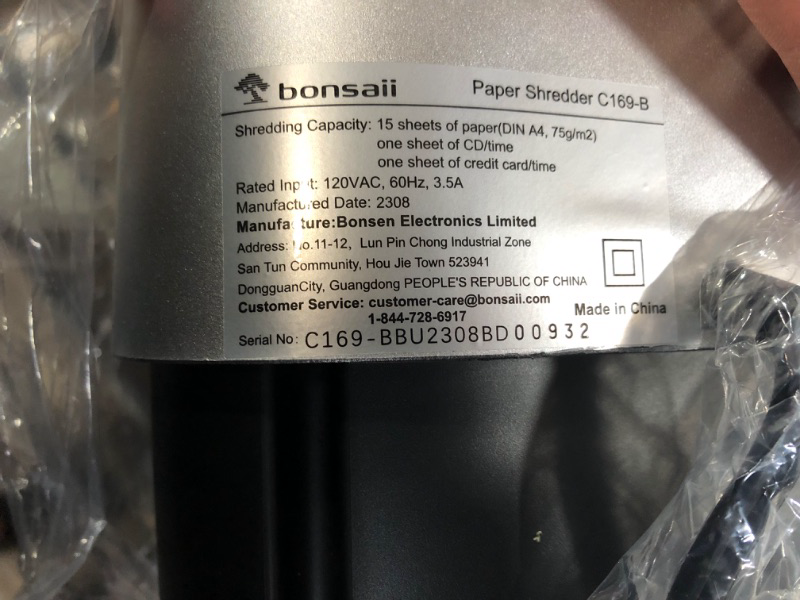 bonsaii
Paper Shredder C169-B
Shredding Capacity: 15 sheets of paper(DIN A4, 75g/m2)
one sheet of CD/time
one sheet of credit card/time
Rated Input: 120VAC, 60Hz, 3.5A
Manufactured Date: 2308
Manufacture:Bonsen Electronics Limited
Address: No.11-12, Lun Pin Chong Industrial Zone
San Tun Community, Hou Jie Town 523941
DongguanCity, Guangdong PEOPLE'S REPUBLIC OF CHINA
Customer Service: customer-care@bonsaii.com
1-844-728-6917
Made in China
Serial No: C169-BBU2308BD00932